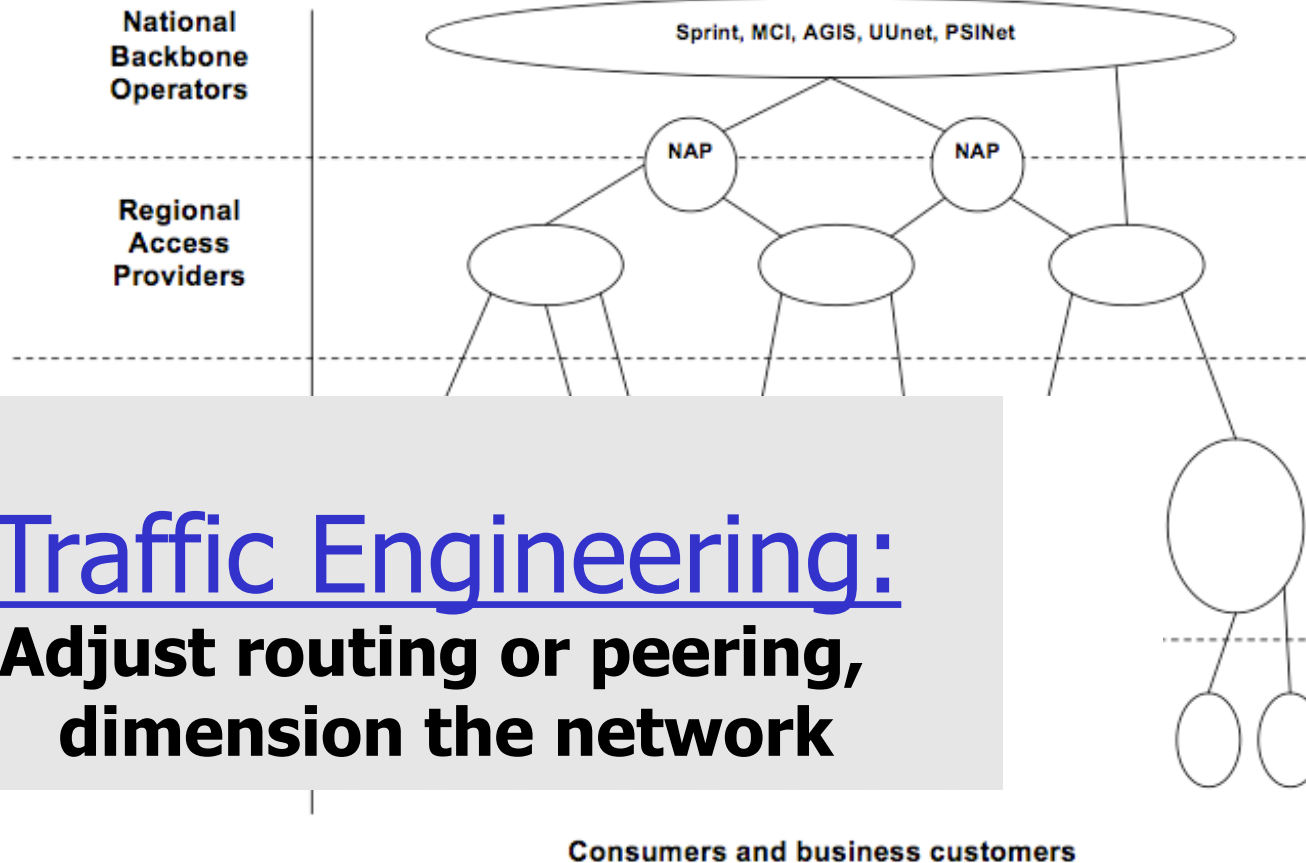 National
Backbone
Operators
Sprint, MCI, AGIS, UUnet, PSINet
NAP
NAP
Regional
Access
Providers
Traffic Engineering:
Adjust routing or peering,
dimension the network
Consumers and business customers